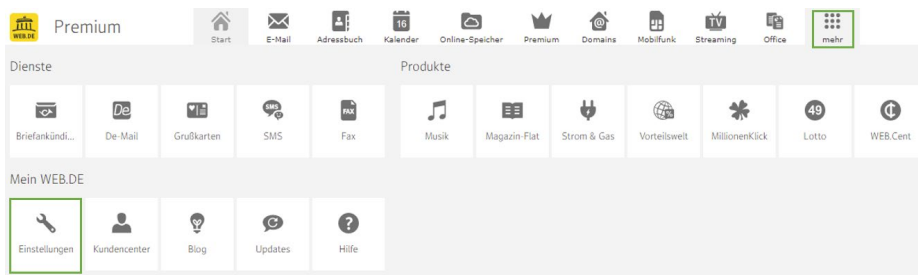 WEB.DE
Premium
Start
E-Mail
Adressbuch
16
Kalender
Online-Speicher
Premium
@
Domains
Mobilfunk
TV
Streaming
Office
mehr
Dienste
Produkte
Briefankündi...
De
De-Mail
Grußkarten
SMS
SMS
FAX
Fax
Musik
Magazin-Flat
Strom & Gas
%
Vorteilswelt
MillionenKlick
49
Lotto
WEB.Cent
Mein WEB.DE
Einstellungen
Kundencenter
Blog
Updates
?
Hilfe